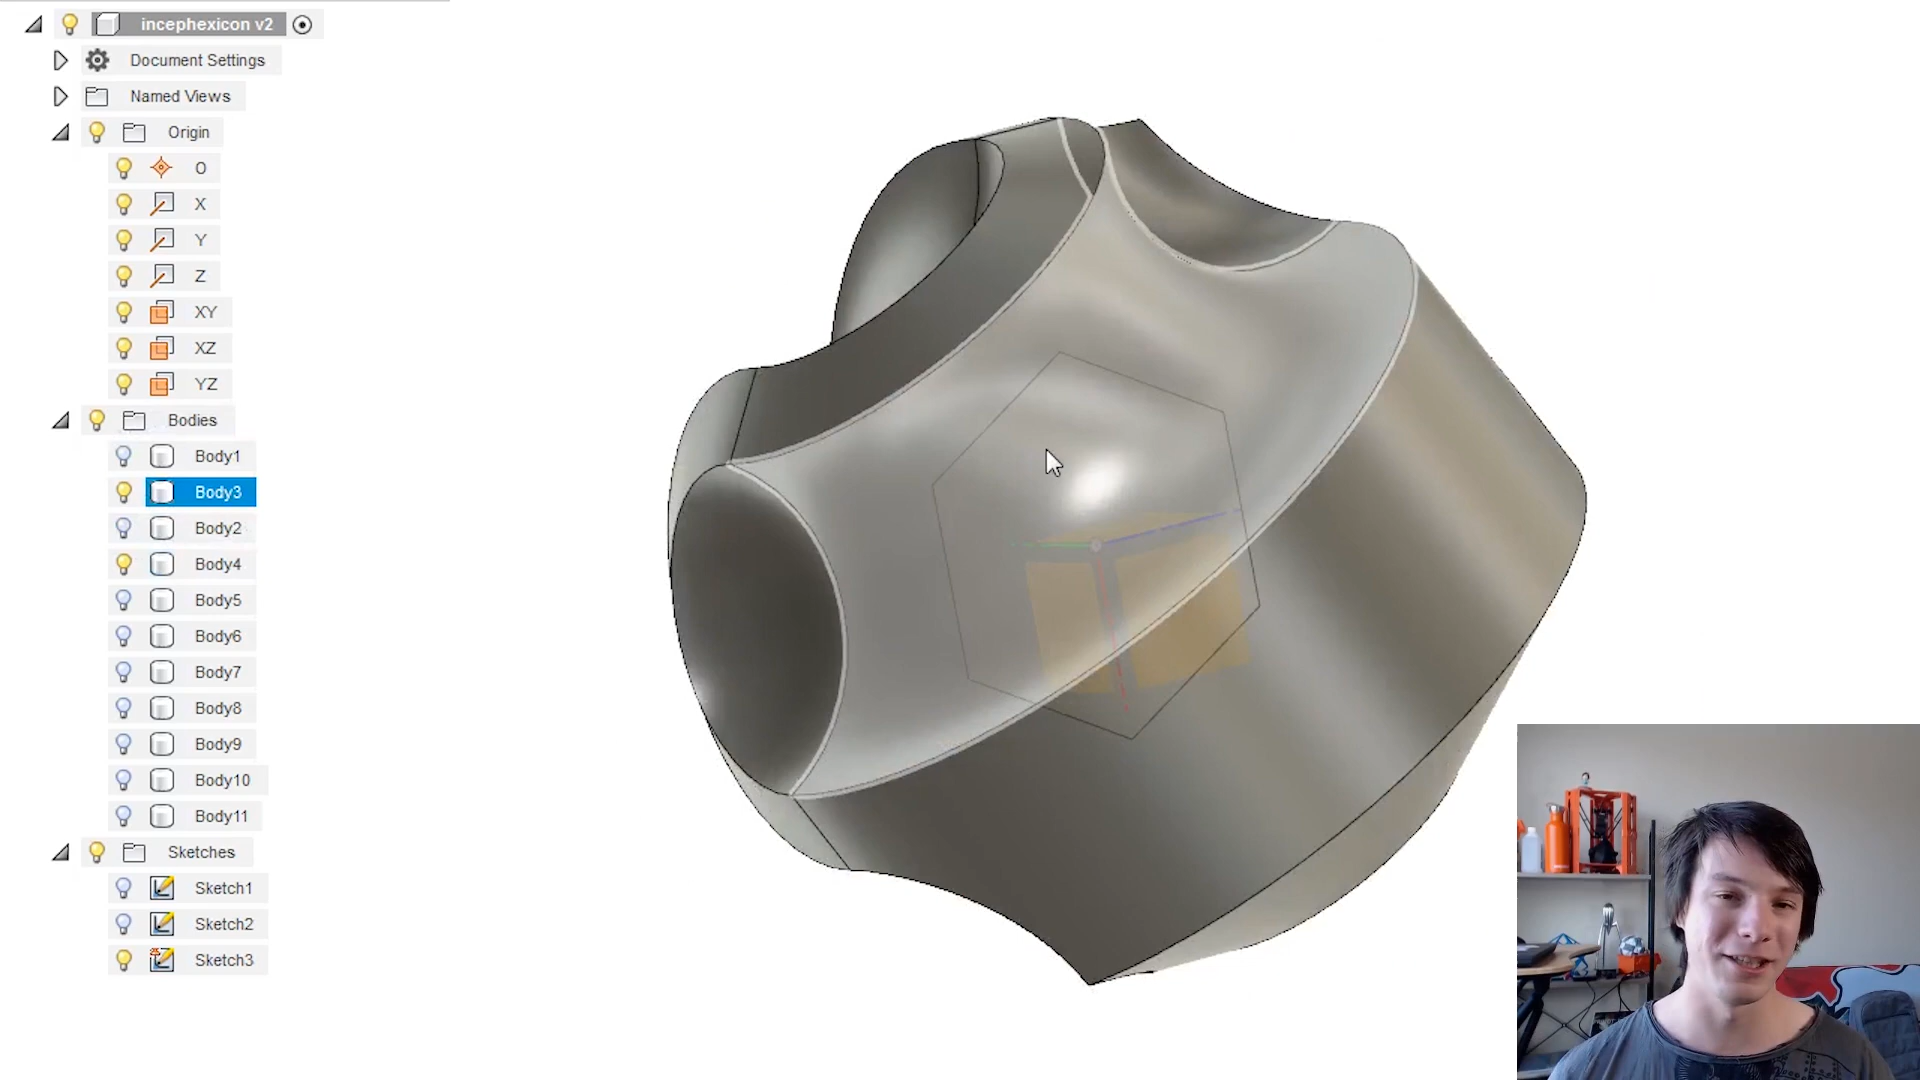 incephexicon v2
Document Settings
Named Views
Origin
O
X
Y
Z
XY
XZ
YZ
Bodies
Body1
Body3
Body2
Body4
Body5
Body6
Body7
Body8
Body9
Body10
Body11
Sketches
Sketch1
Sketch2
Sketch3